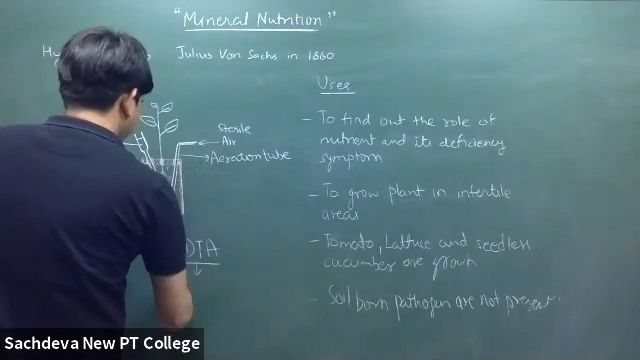 "Mineral Nutrition"
Julius Von Sachs in 1860
Uses
- To find out the role of
nutrient and its deficiency
symptom
- To grow plant in infertile
areas
- Tomato, Lattuce and seedless
cucumber are grown
- Soil born pathogen are not present
Sterile
Air
Aeration tube
DTA
Sachdeva New PT College